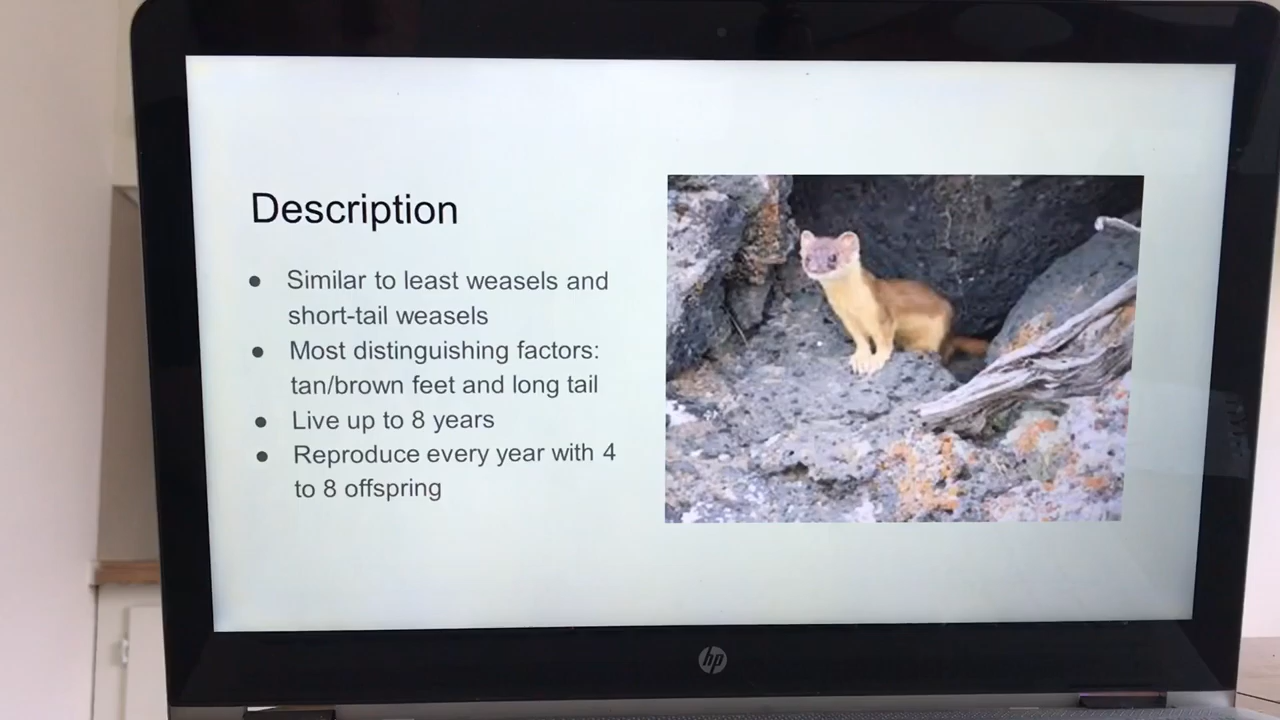 Description
● Similar to least weasels and
short-tail weasels
● Most distinguishing factors:
tan/brown feet and long tail
● Live up to 8 years
● Reproduce every year with 4
to 8 offspring
hp